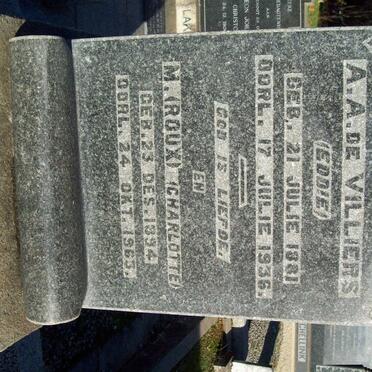 A.A. DE VILLIERS
(EDDIE)
GEB. 21 JULIE 1881
OORL. 17 JULIE 1936.
GOD IS LIEFDE.
EN
M. (ROUX) (CHARLOTTE)
GEB. 23 DES. 1894
OORL. 24 OKT. 1967.